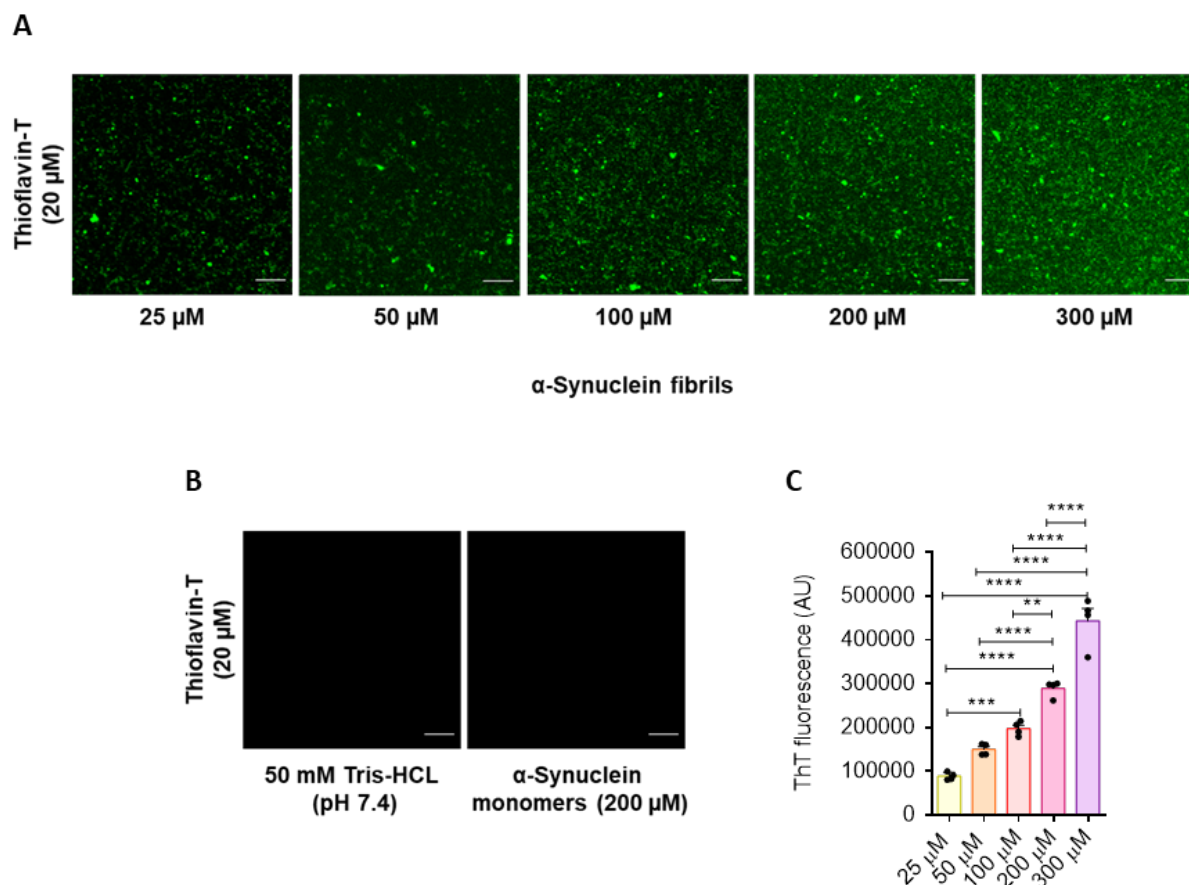 A
Thioflavin-T
(20 µM)
25 µM
50 µM
100 µM
200 µM
300 µM
α-Synuclein fibrils
B
Thioflavin-T
(20 µM)
50 mM Tris-HCL
(pH 7.4)
α-Synuclein
monomers (200 µM)
C
****
****
****
****
**
****
****
***
ThT fluorescence (AU)
600000
500000
400000
300000
200000
100000
0
25 µM
50 µM
100 µM
200 µM
300 µM